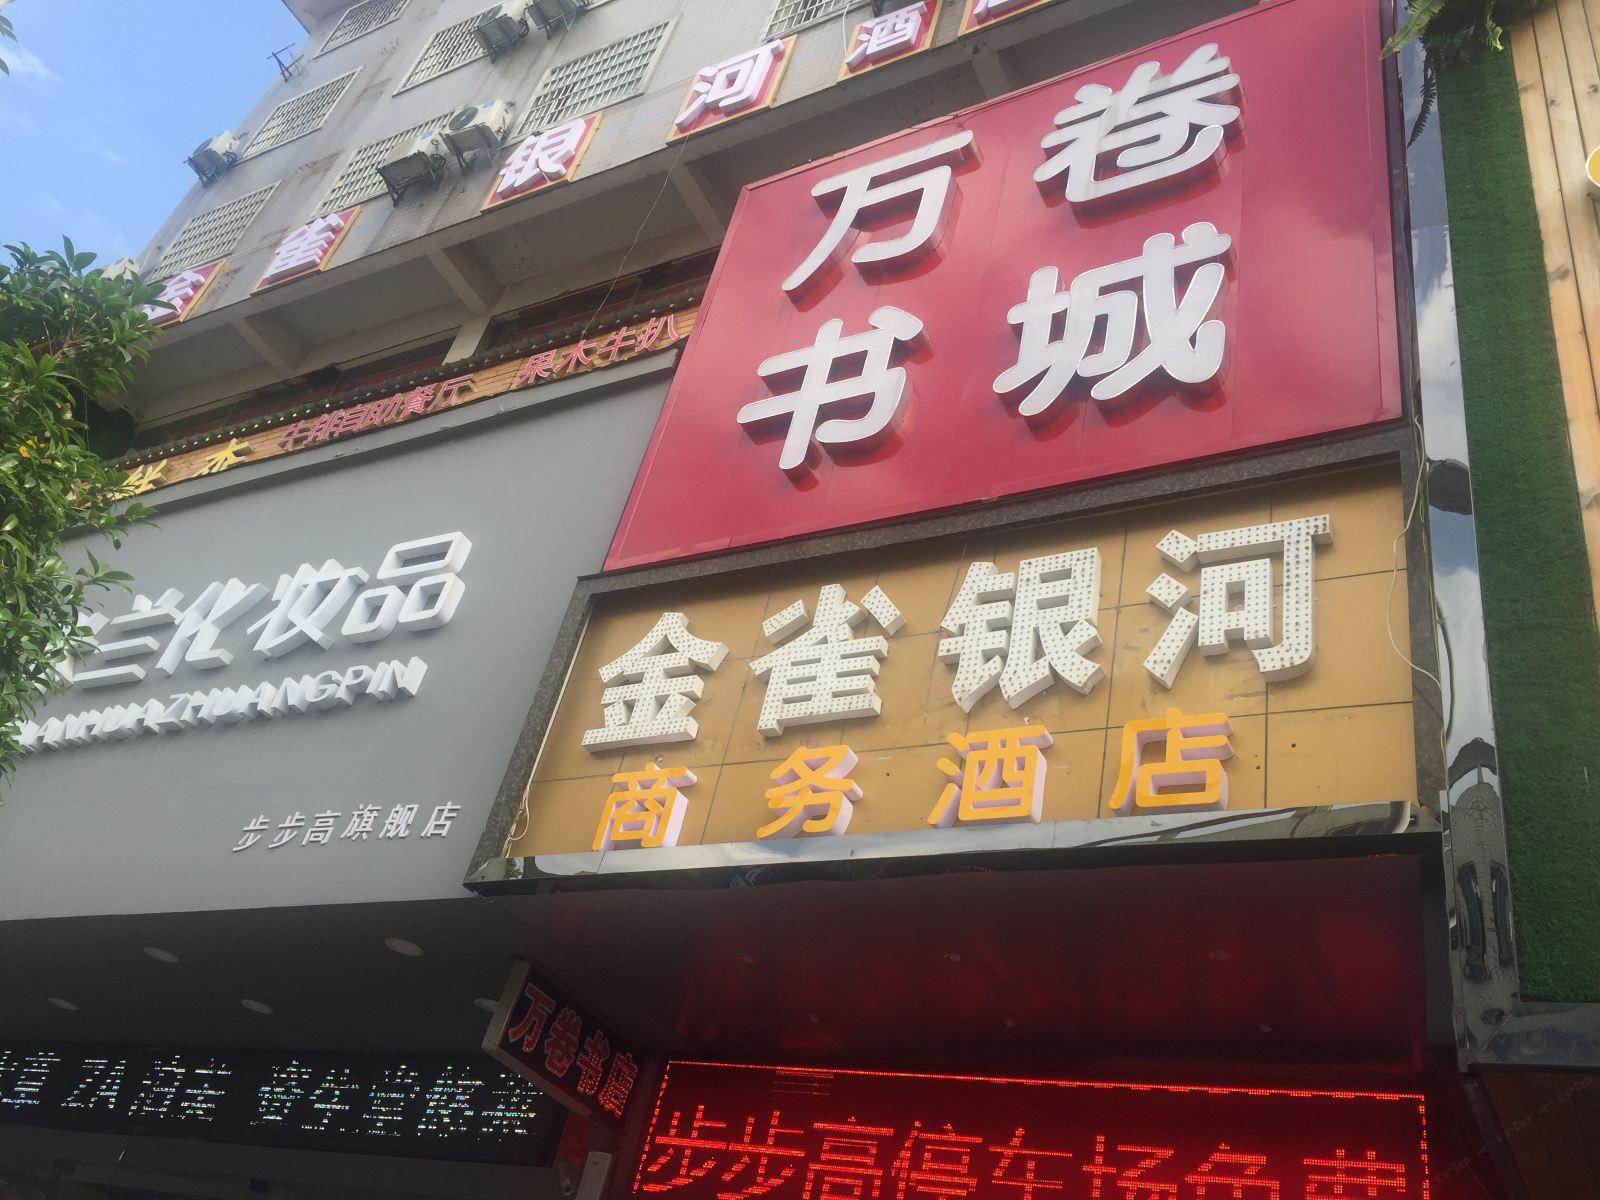 金雀银河酒
万卷
书城
牛排自助餐厅 果木牛扒
兰化妆品
ANHUAZHUANGPIN
步步高旗舰店
金雀银河
商务酒店
万卷书店
步步高停车场免费